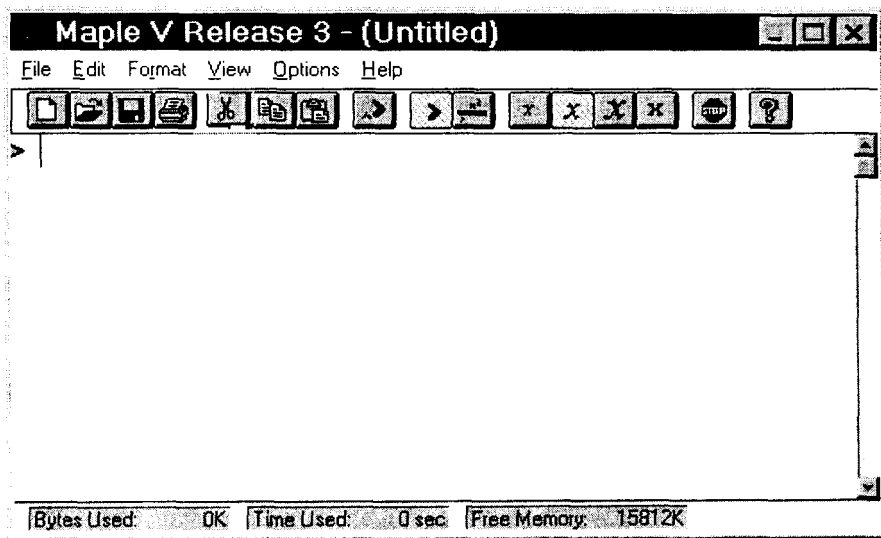 Maple V Release 3 - (Untitled)
File Edit Format View Options Help
>
Bytes Used: 0K Time Used: 0 sec Free Memory: 15812K